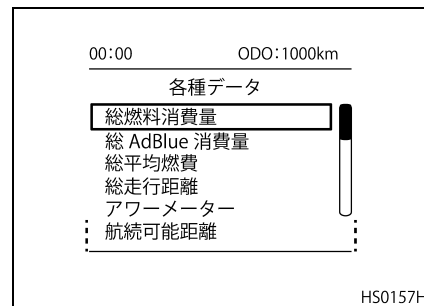 00:00 ODO:1000km
各種データ
総燃料消費量
総 AdBlue 消費量
総平均燃費
総走行距離
アワーメーター
航続可能距離
HS0157H